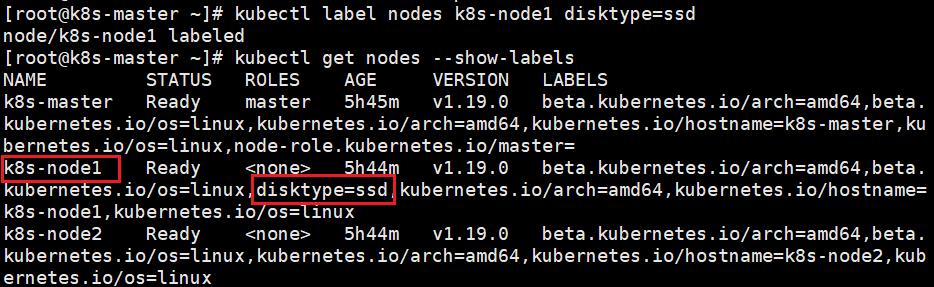 [root@k8s-master ~]# kubectl label nodes k8s-node1 disktype=ssd
node/k8s-node1 labeled
[root@k8s-master ~]# kubectl get nodes --show-labels
NAME STATUS ROLES AGE VERSION LABELS
k8s-master Ready master 5h45m v1.19.0 beta.kubernetes.io/arch=amd64,beta.
kubernetes.io/os=linux,kubernetes.io/arch=amd64,kubernetes.io/hostname=k8s-master,ku
bernetes.io/os=linux,node-role.kubernetes.io/master=
k8s-node1 Ready <none> 5h44m v1.19.0 beta.kubernetes.io/arch=amd64,beta.
kubernetes.io/os=linux,disktype=ssd,kubernetes.io/arch=amd64,kubernetes.io/hostname=
k8s-node1,kubernetes.io/os=linux
k8s-node2 Ready <none> 5h44m v1.19.0 beta.kubernetes.io/arch=amd64,beta.
kubernetes.io/os=linux,kubernetes.io/arch=amd64,kubernetes.io/hostname=k8s-node2,kub
ernetes.io/os=linux